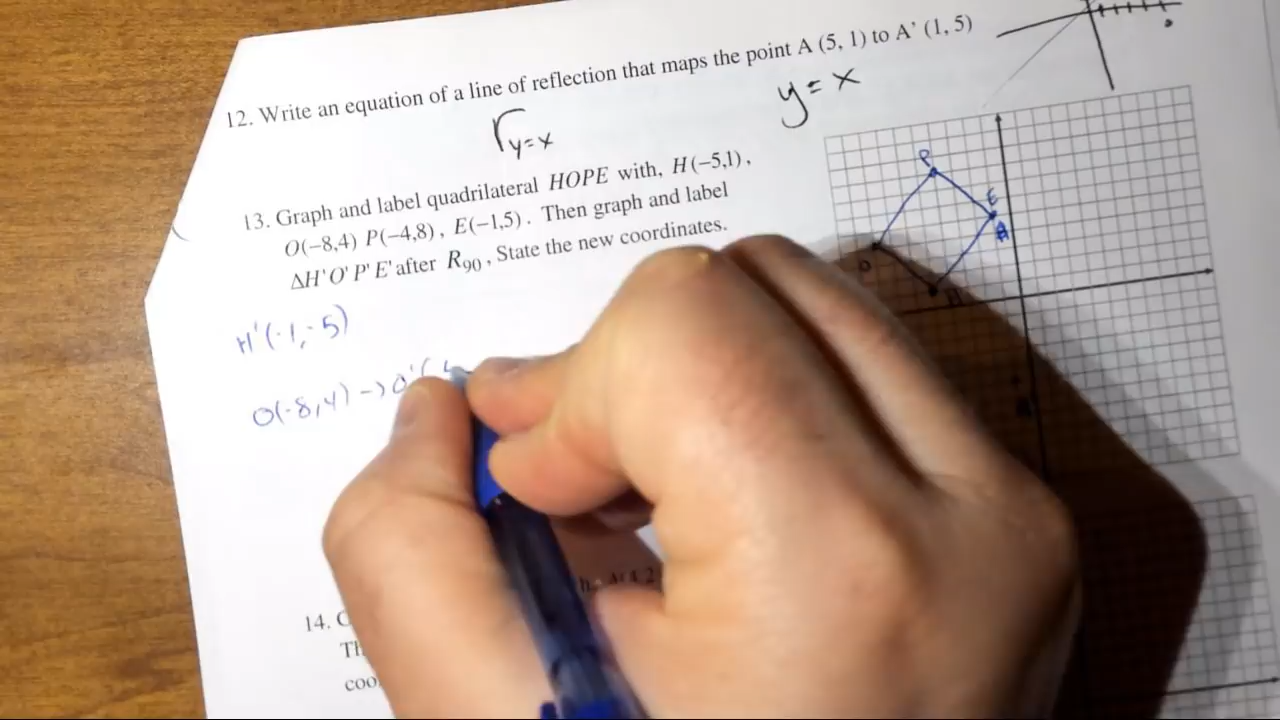 12. Write an equation of a line of reflection that maps the point A (5, 1) to A' (1, 5)
r y=x
y = x
13. Graph and label quadrilateral HOPE with, H(−5,1),
O(−8,4) P(−4,8), E(−1,5). Then graph and label
ΔH'O'P'E' after R90, State the new coordinates.
P
E
O
H
H'(-1,-5)
O(-8,4) → O'(
14.